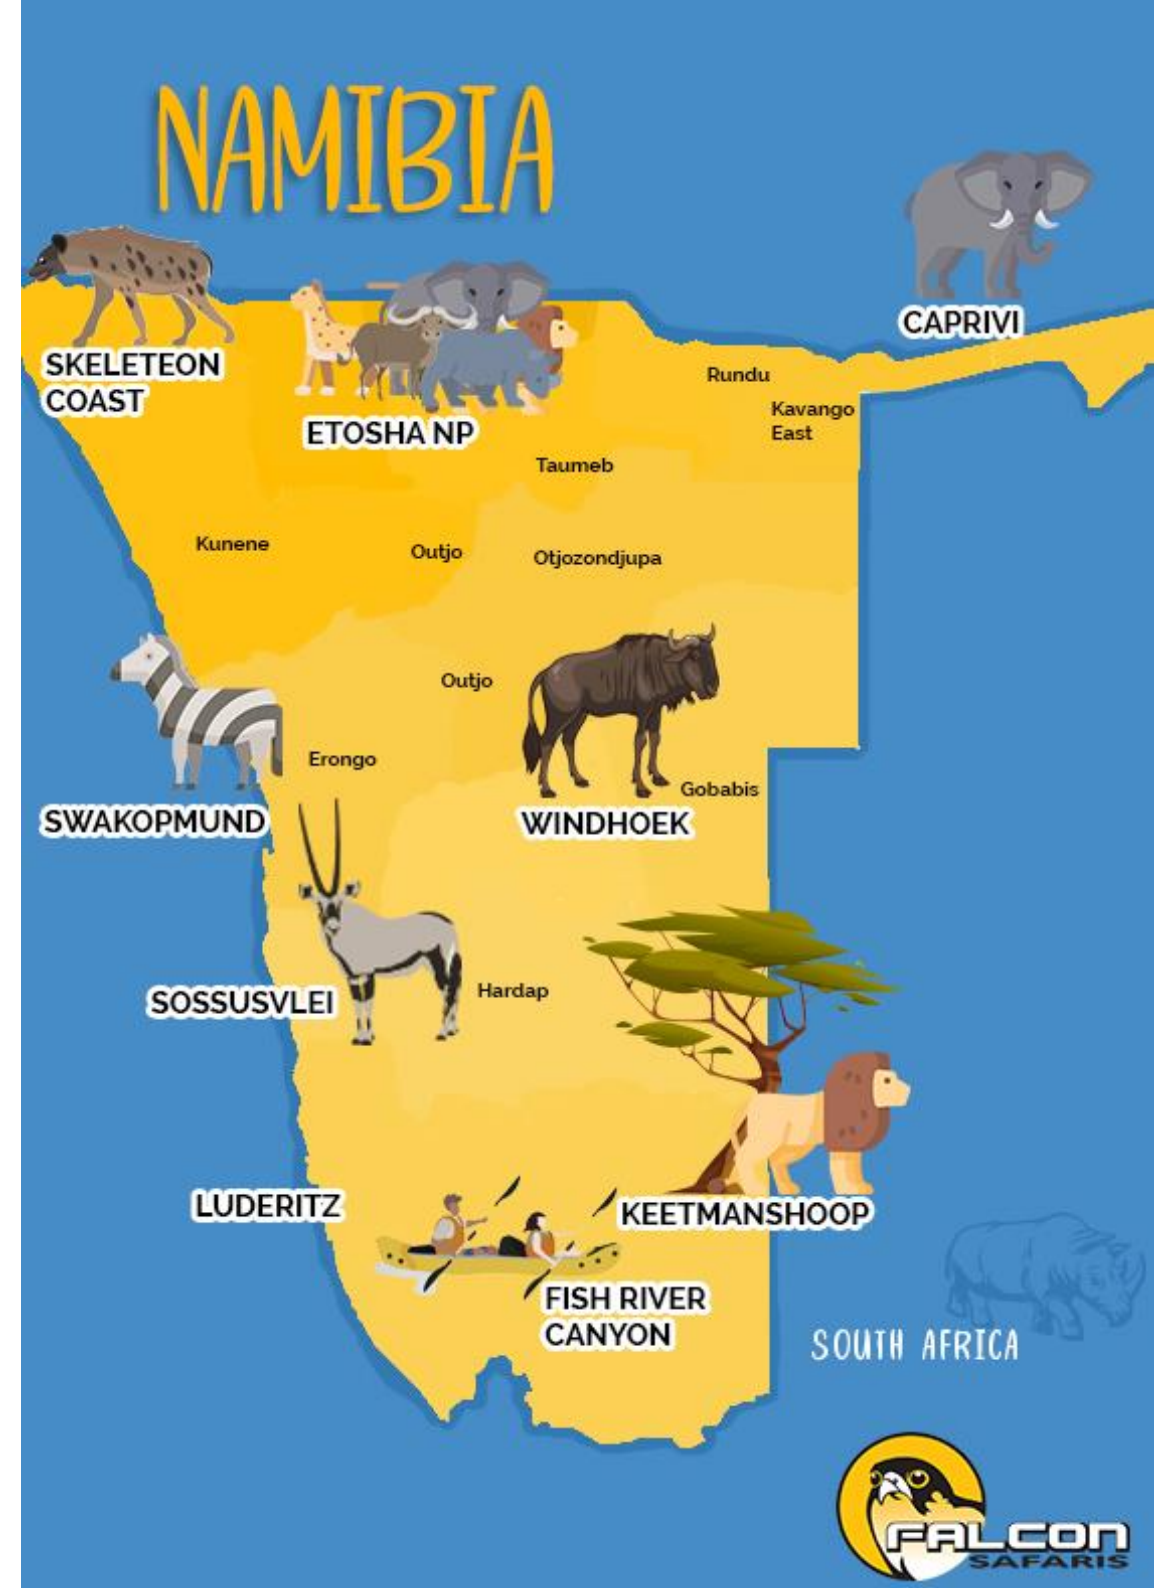 NAMIBIA
CAPRIVI
SKELETEON
COAST
Rundu
Kavango
East
ETOSHA NP
Taumeb
Kunene
Outjo
Otjozondjupa
Outjo
Erongo
Gobabis
SWAKOPMUND
WINDHOEK
SOSSUSVLEI
Hardap
LUDERITZ
KEETMANSHOOP
FISH RIVER
CANYON
SOUTH AFRICA
FALCON
SAFARIS